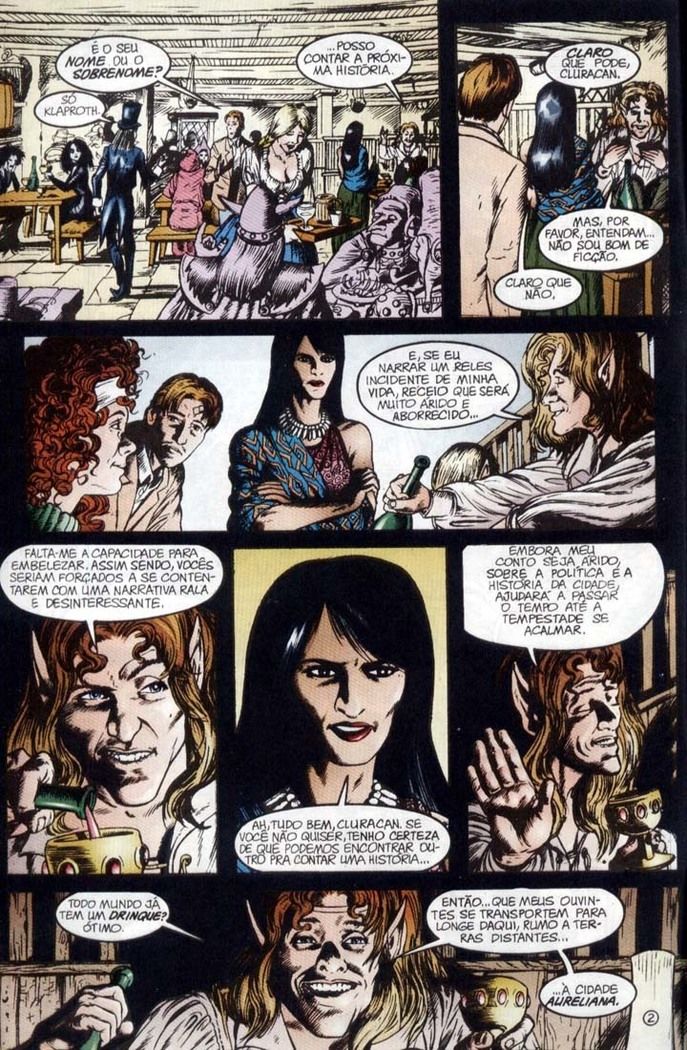 É O SEU
NOME OU O
SOBRENOME?
SÓ
KLAPROTH.
...POSSO
CONTAR A PRÓXI-
MA HISTÓRIA.
CLARO
QUE PODE,
CLURACAN.
MAS, POR
FAVOR, ENTENDAM...
NÃO SOU BOM DE
FICÇÃO.
CLARO QUE
NÃO.
E, SE EU
NARRAR UM RELES
INCIDENTE DE MINHA
VIDA, RECEIO QUE SERÁ
MUITO ÁRIDO E
ABORRECIDO...
FALTA-ME A CAPACIDADE PARA
EMBELEZAR. ASSIM SENDO, VOCÊS
SERIAM FORÇADOS A SE CONTEN-
TAREM COM UMA NARRATIVA RALA
E DESINTERESSANTE.
AH, TUDO BEM, CLURACAN. SE
VOCÊ NÃO QUISER, TENHO CERTEZA
DE QUE PODEMOS ENCONTRAR OU-
TRO PRA CONTAR UMA HISTÓRIA...
EMBORA MEU
CONTO SEJA ÁRIDO,
SOBRE A POLÍTICA E A
HISTÓRIA DA CIDADE,
AJUDARÁ A PASSAR
O TEMPO ATÉ A
TEMPESTADE SE
ACALMAR.
TODO MUNDO JÁ
TEM UM DRINQUE?
ÓTIMO.
ENTÃO... QUE MEUS OUVIN-
TES SE TRANSPORTEM PARA
LONGE DAQUI, RUMO A TER-
RAS DISTANTES...
...À CIDADE
AURELIANA.
2